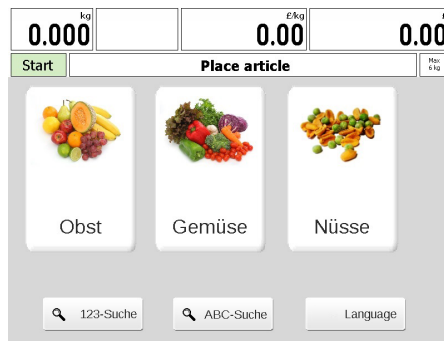 kg
£/kg
£
0.000
0.00
0.00
Start
Place article
Max
6 kg
Obst
Gemüse
Nüsse
123-Suche
ABC-Suche
Language